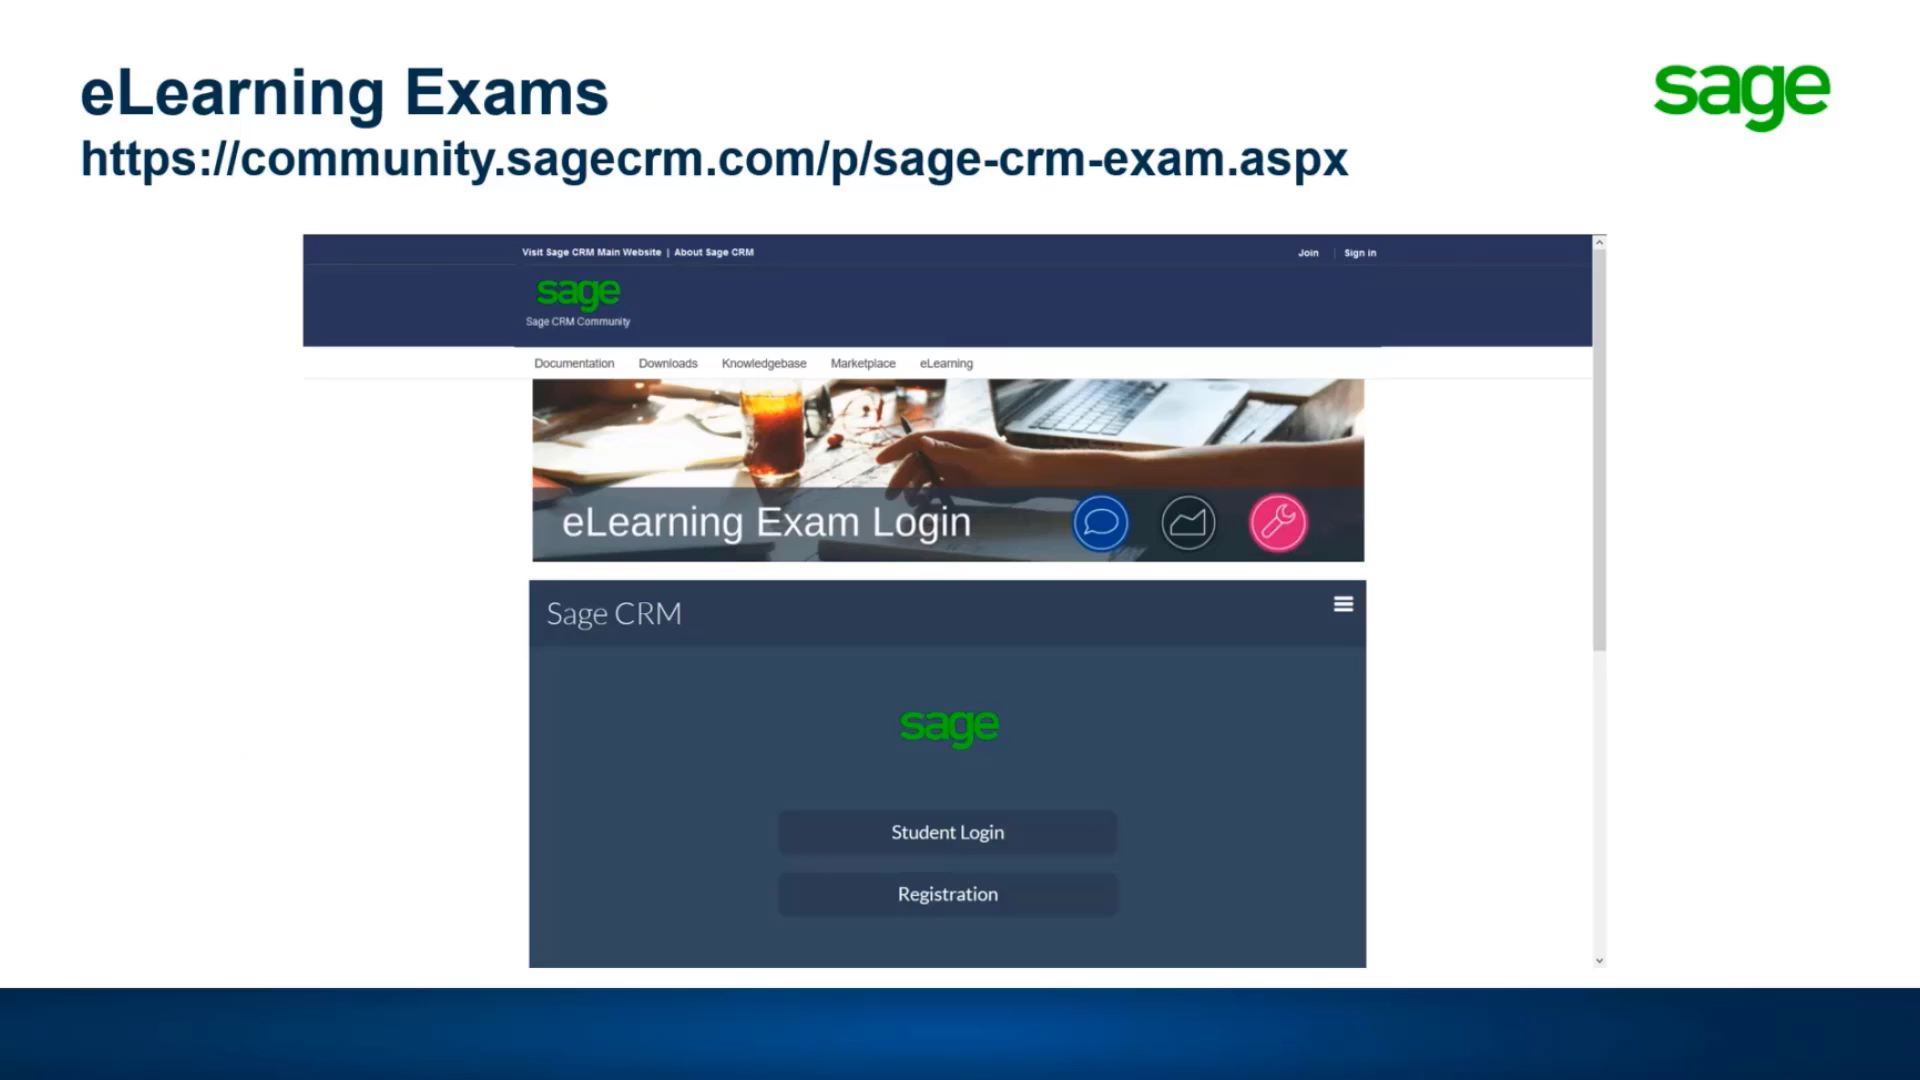 eLearning Exams
sage
https://community.sagecrm.com/p/sage-crm-exam.aspx
Visit Sage CRM Main Website | About Sage CRM
Join | Sign in
sage
Sage CRM Community
Documentation Downloads Knowledgebase Marketplace eLearning
eLearning Exam Login
Sage CRM
sage
Student Login
Registration